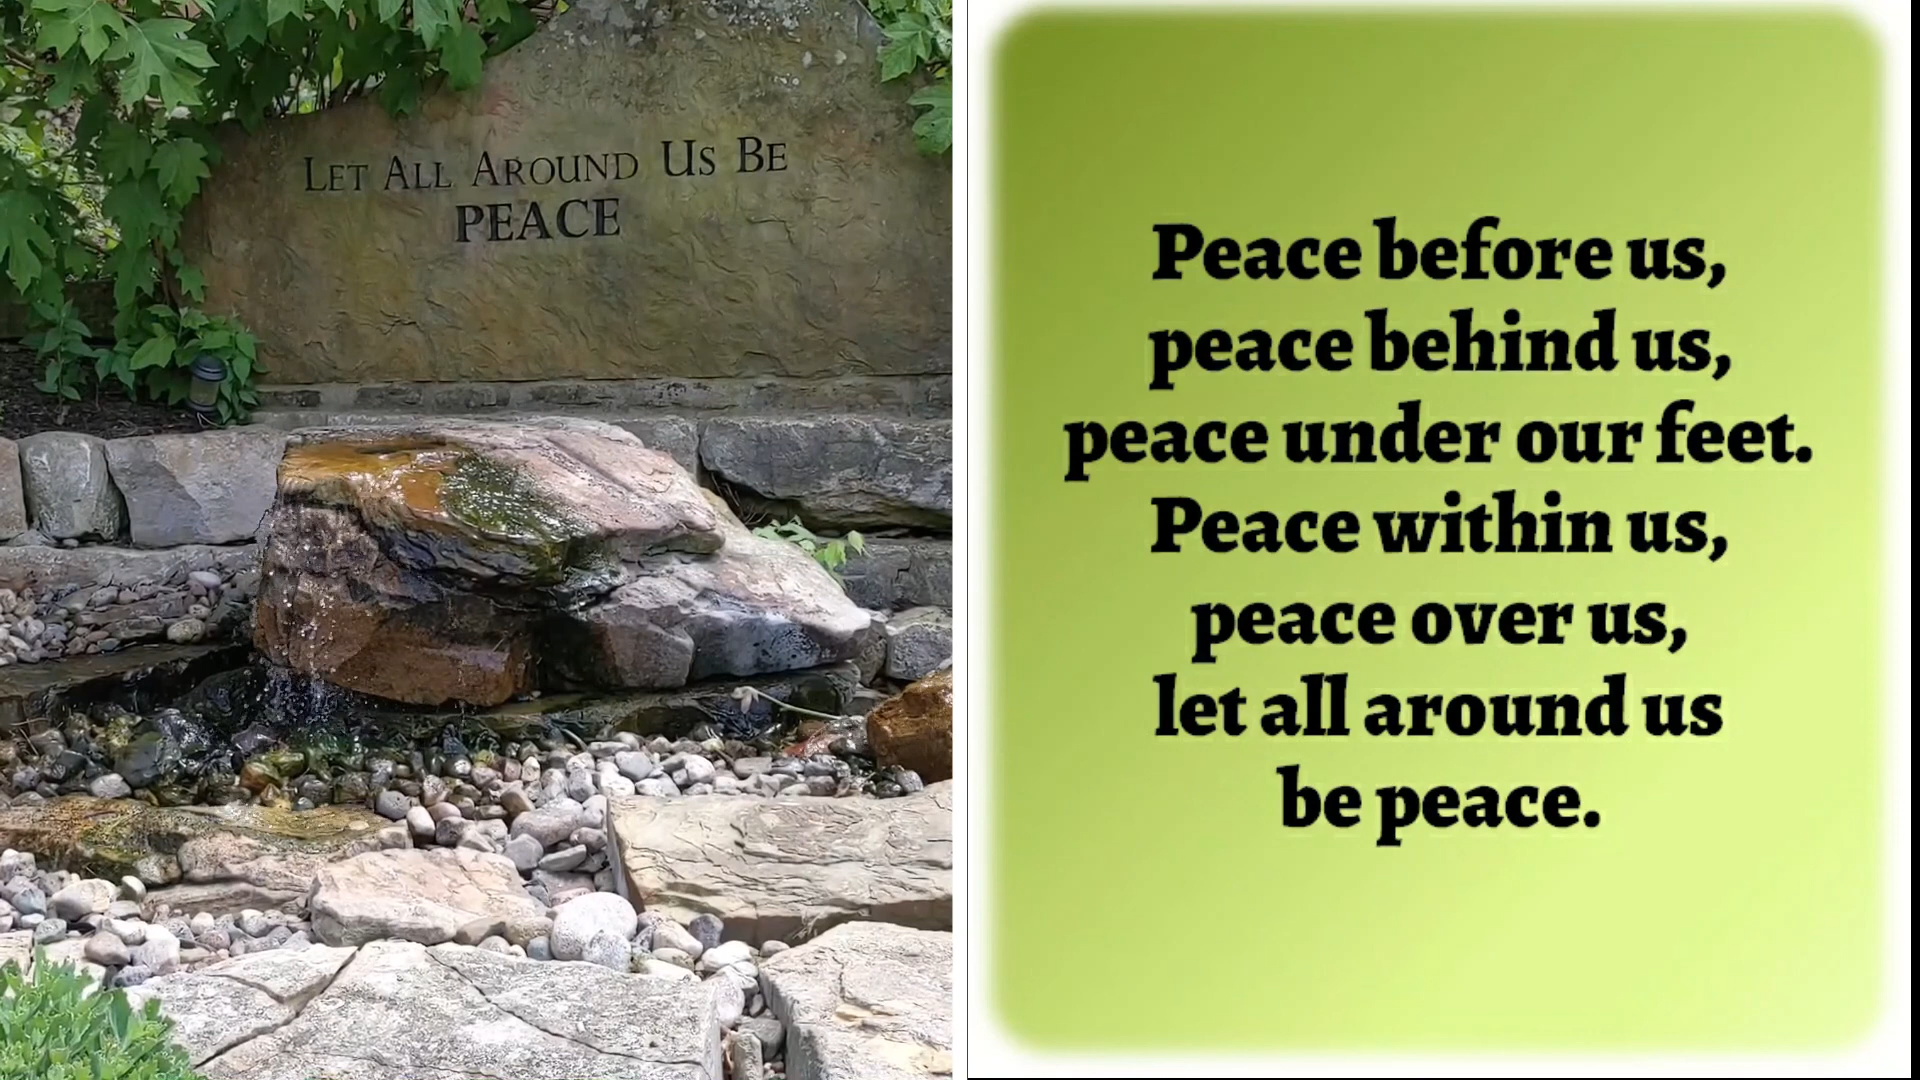 LET ALL AROUND US BE
PEACE
Peace before us,
peace behind us,
peace under our feet.
Peace within us,
peace over us,
let all around us
be peace.